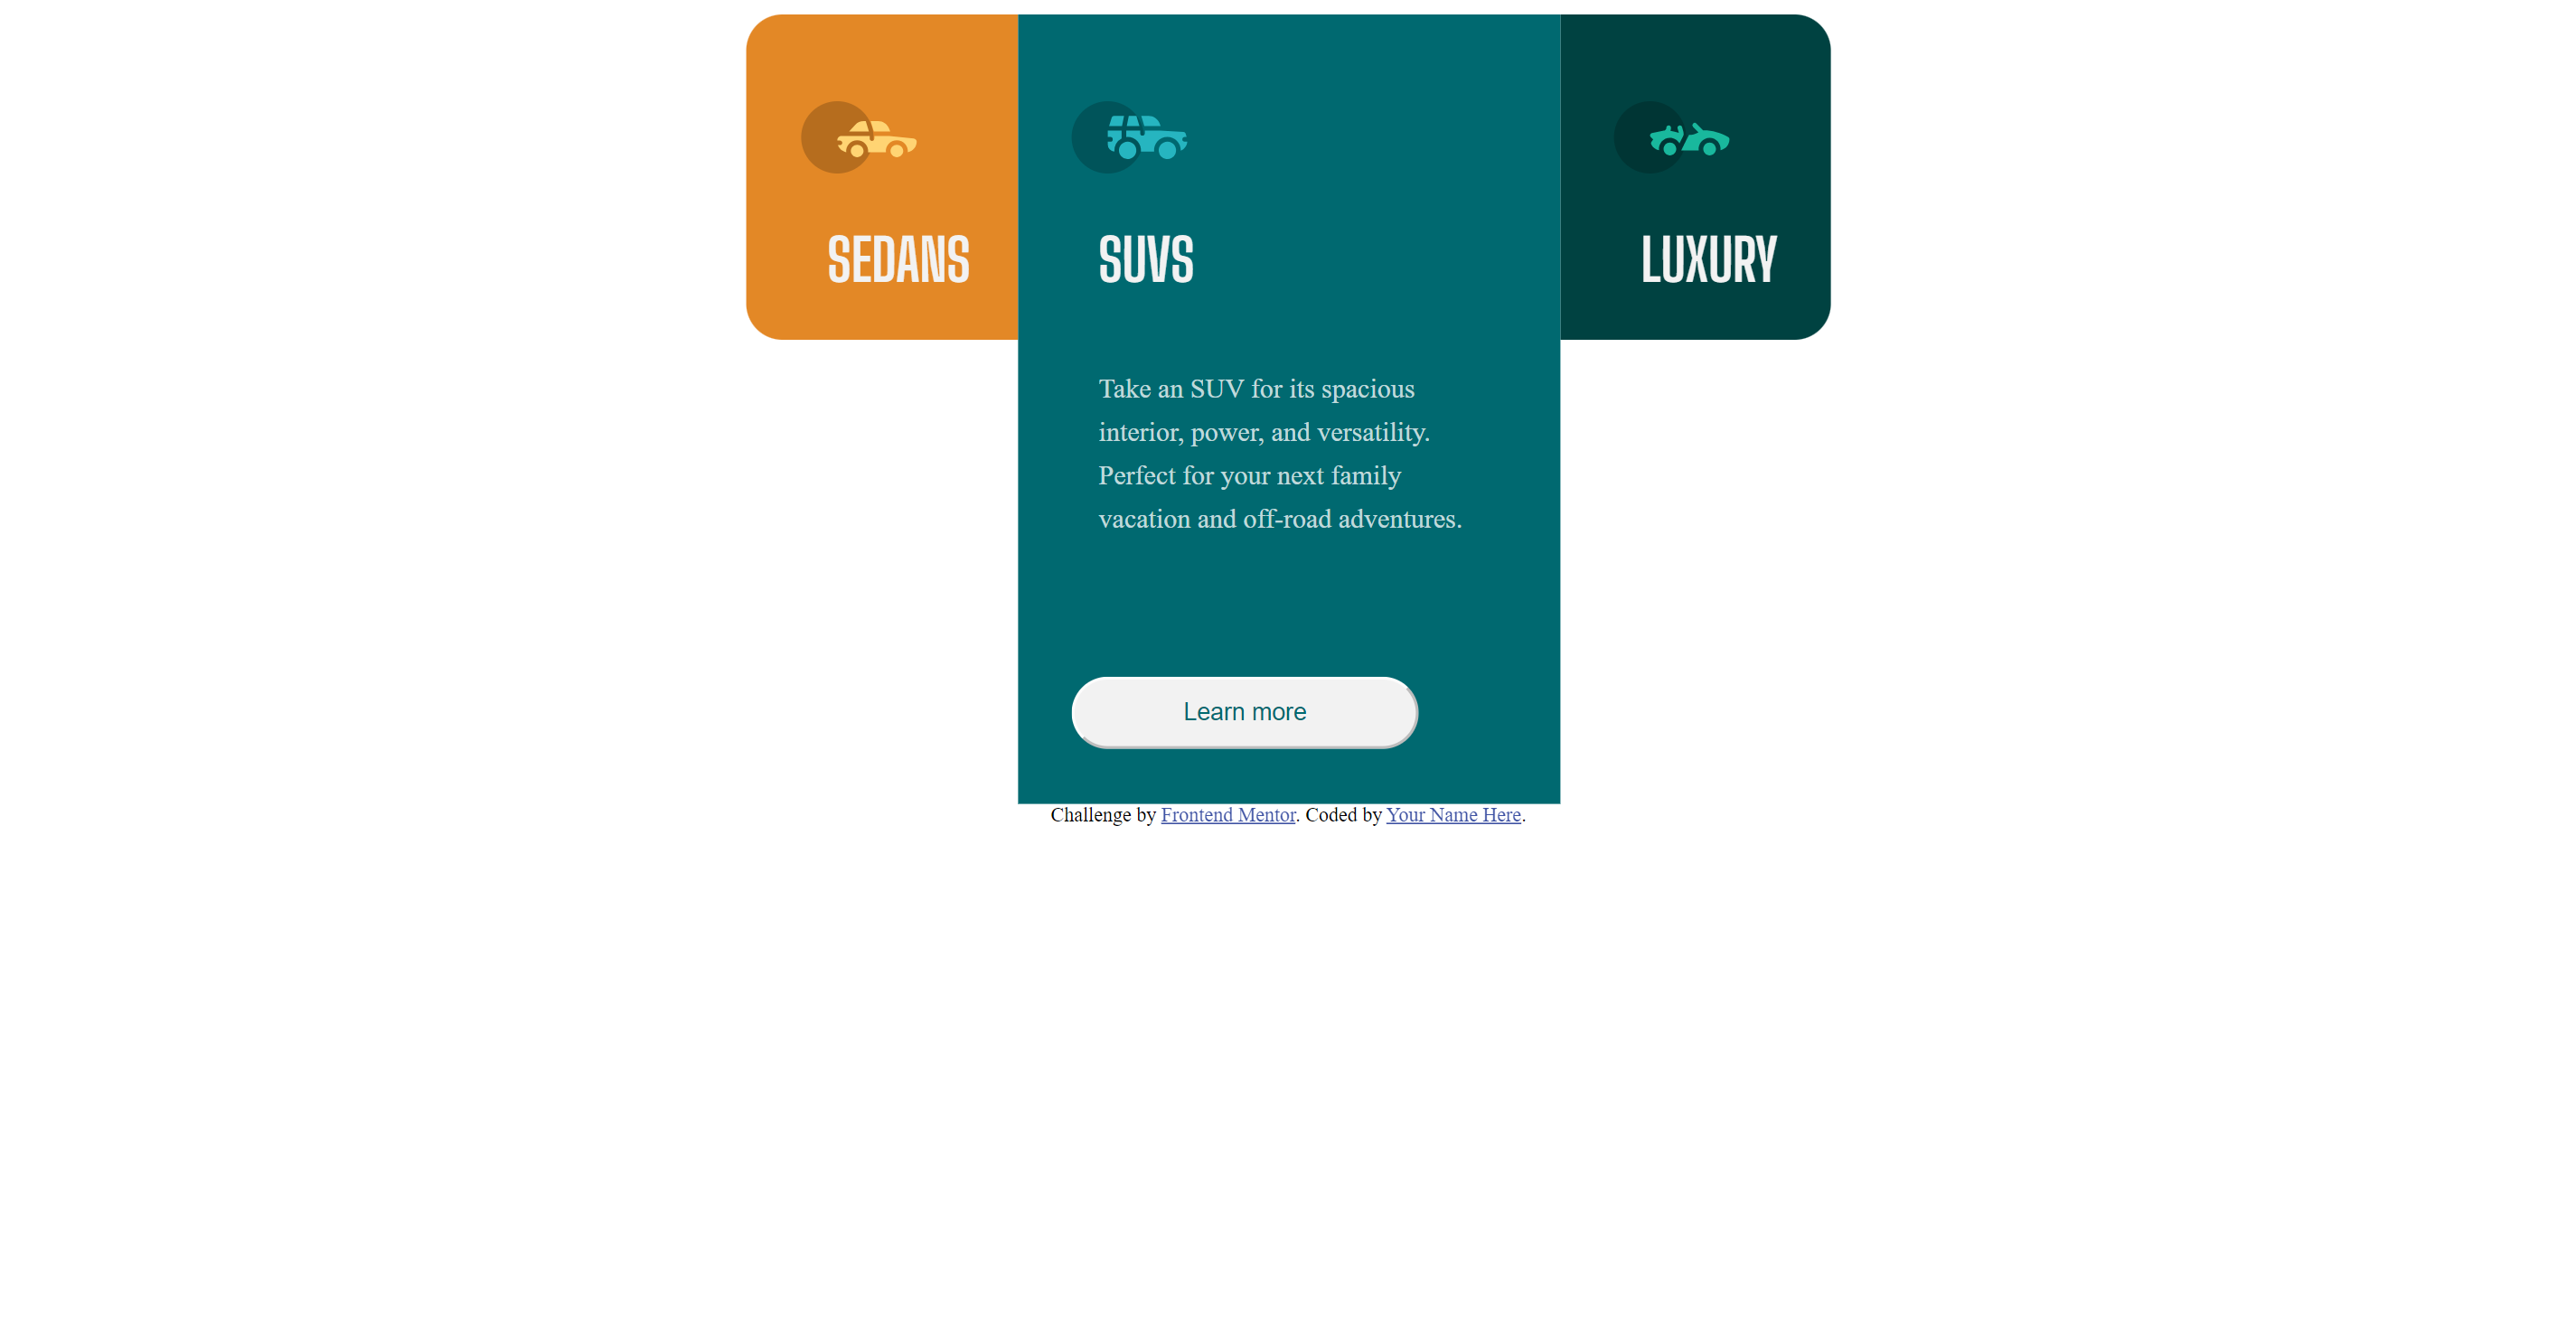 SEDANS
SUVS
LUXURY
Take an SUV for its spacious
interior, power, and versatility.
Perfect for your next family
vacation and off-road adventures.
Learn more
Challenge by Frontend Mentor. Coded by Your Name Here.